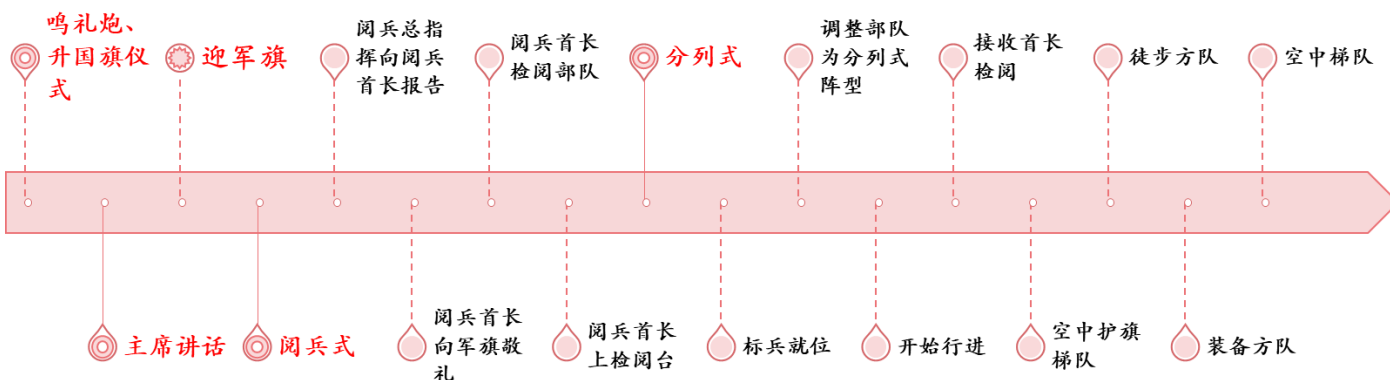 鸣礼炮、
升国旗仪
式
主席讲话
迎军旗
阅兵式
阅兵总指
挥向阅兵
首长报告
阅兵首长
向军旗敬
礼
阅兵首长
检阅部队
阅兵首长
上检阅台
分列式
标兵就位
调整部队
为分列式
阵型
开始行进
接收首长
检阅
空中护旗
梯队
徒步方队
装备方队
空中梯队